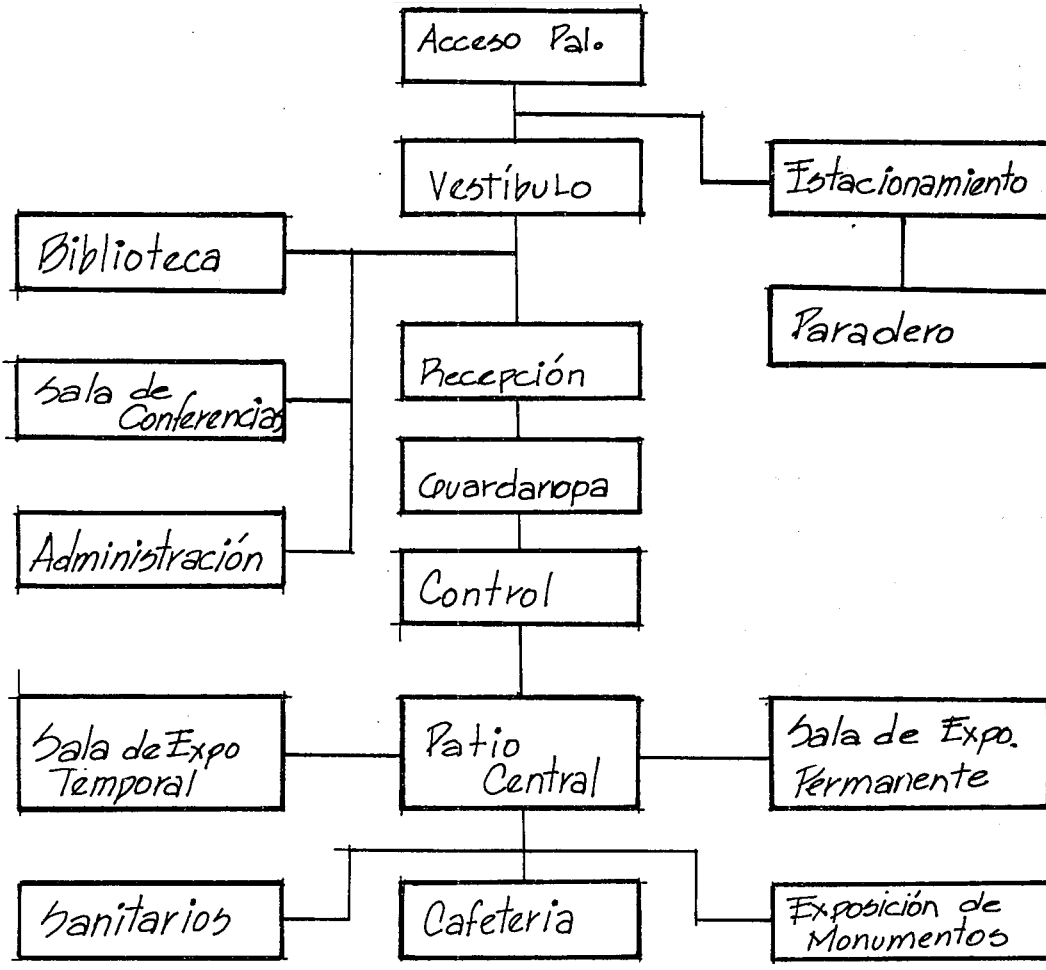 Acceso Pal.
Vestíbulo
Estacionamiento
Biblioteca
Paradero
Recepción
Sala de
Conferencias
Guardarropa
Administración
Control
Sala de Expo
Temporal
Patio
Central
Sala de Expo.
Permanente
Sanitarios
Cafeteria
Exposición de
Monumentos